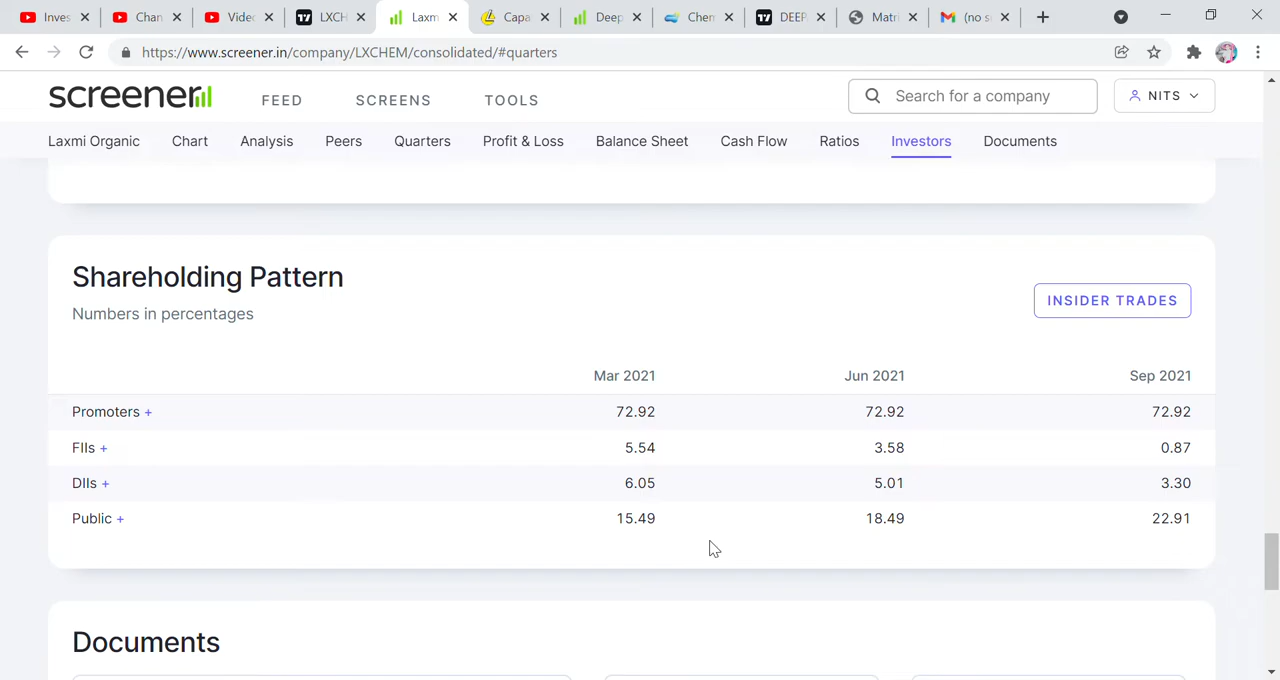 Inves Chan Video LXCH Laxm Capa Deep Chem DEEP Matri (no s
https://www.screener.in/company/LXCHEM/consolidated/#quarters
screener FEED SCREENS TOOLS Search for a company NITS
Laxmi Organic Chart Analysis Peers Quarters Profit & Loss Balance Sheet Cash Flow Ratios Investors Documents
Shareholding Pattern
Numbers in percentages
INSIDER TRADES
Mar 2021 Jun 2021 Sep 2021
Promoters + 72.92 72.92 72.92
FIIs + 5.54 3.58 0.87
DIIs + 6.05 5.01 3.30
Public + 15.49 18.49 22.91
Documents